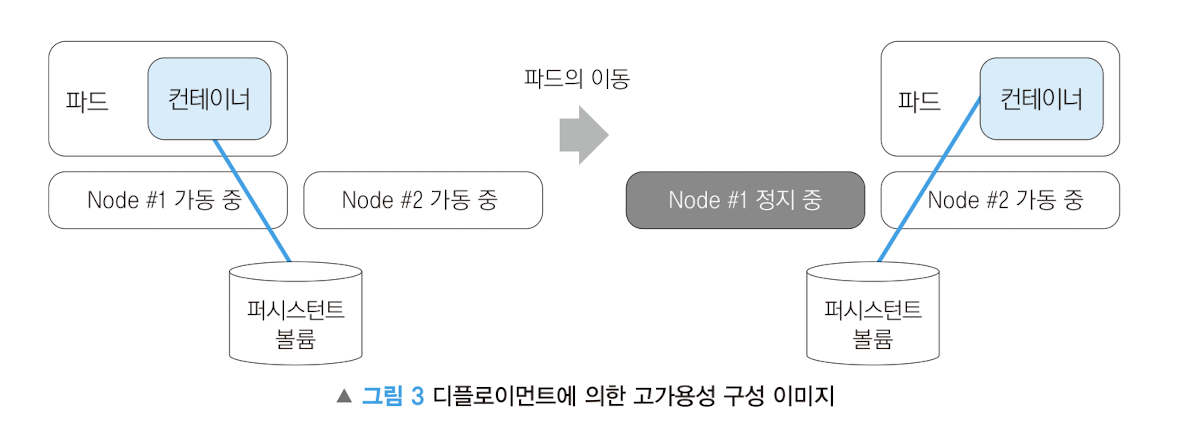 파드
컨테이너
Node #1 가동 중
Node #2 가동 중
퍼시스턴트
볼륨
파드의 이동
파드
컨테이너
Node #1 정지 중
Node #2 가동 중
퍼시스턴트
볼륨
▲ 그림 3 디플로이먼트에 의한 고가용성 구성 이미지